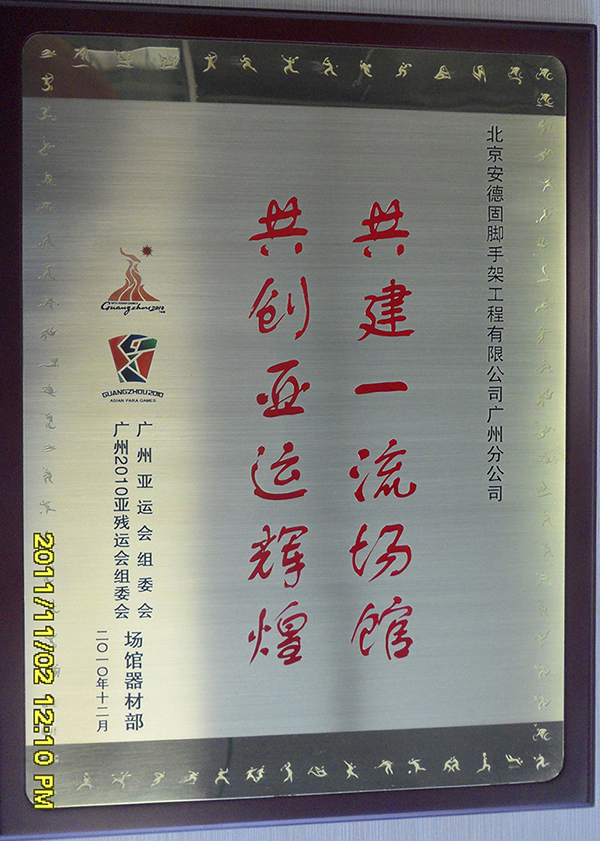 北京安德固脚手架工程有限公司广州分公司
共建一流场馆
共创亚运辉煌
Guangzhou 2010
GUANGZHOU 2010
ASIAN PARA GAMES
广州亚运会组委会
广州2010亚残运会组委会
场馆器材部
二〇一〇年十二月
2011/11/02 12:10 PM